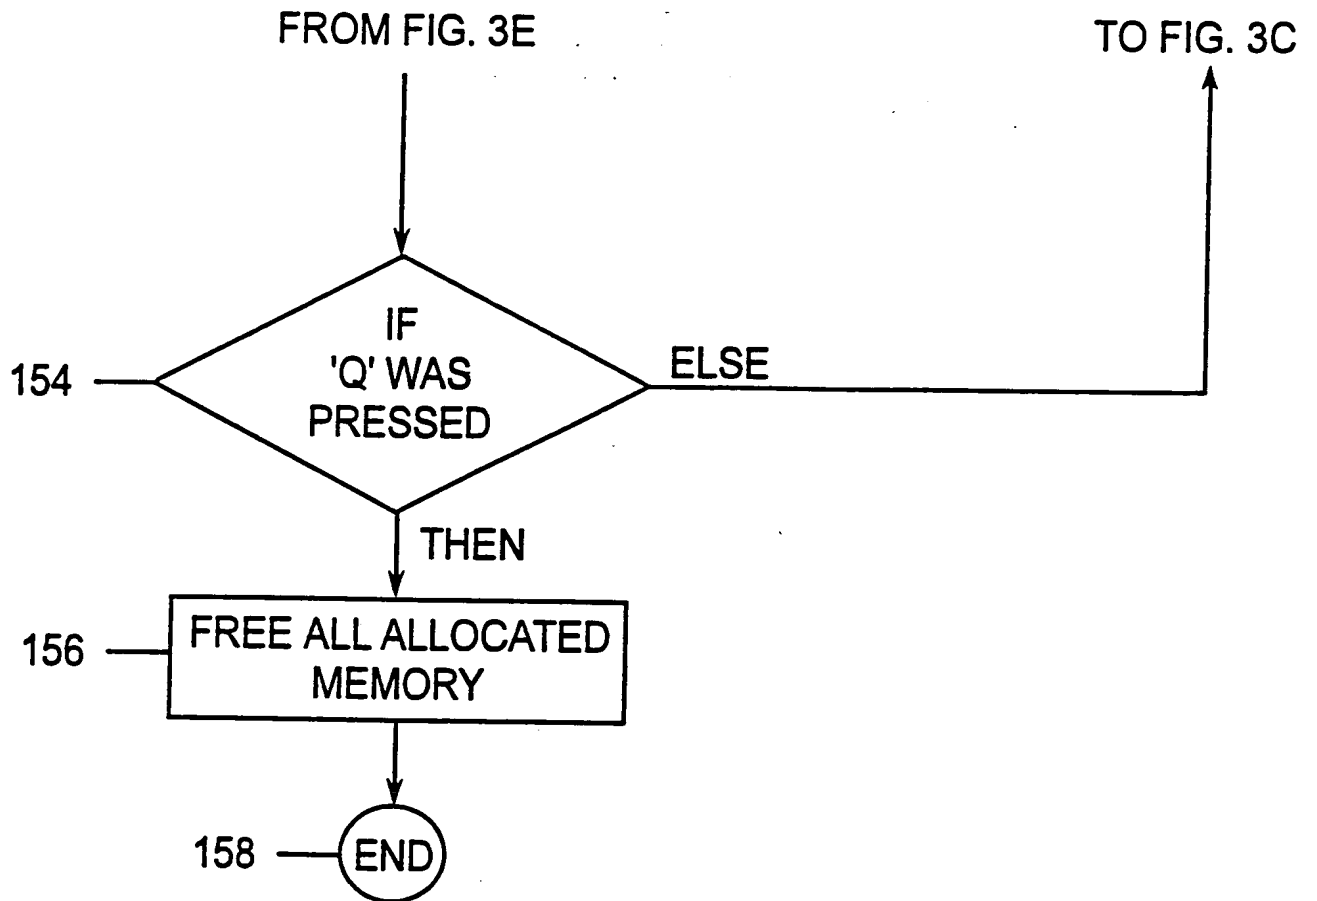 FROM FIG. 3E
TO FIG. 3C
IF
'Q' WAS
PRESSED
154
ELSE
THEN
156
FREE ALL ALLOCATED
MEMORY
158
END